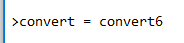 >convert = convert6